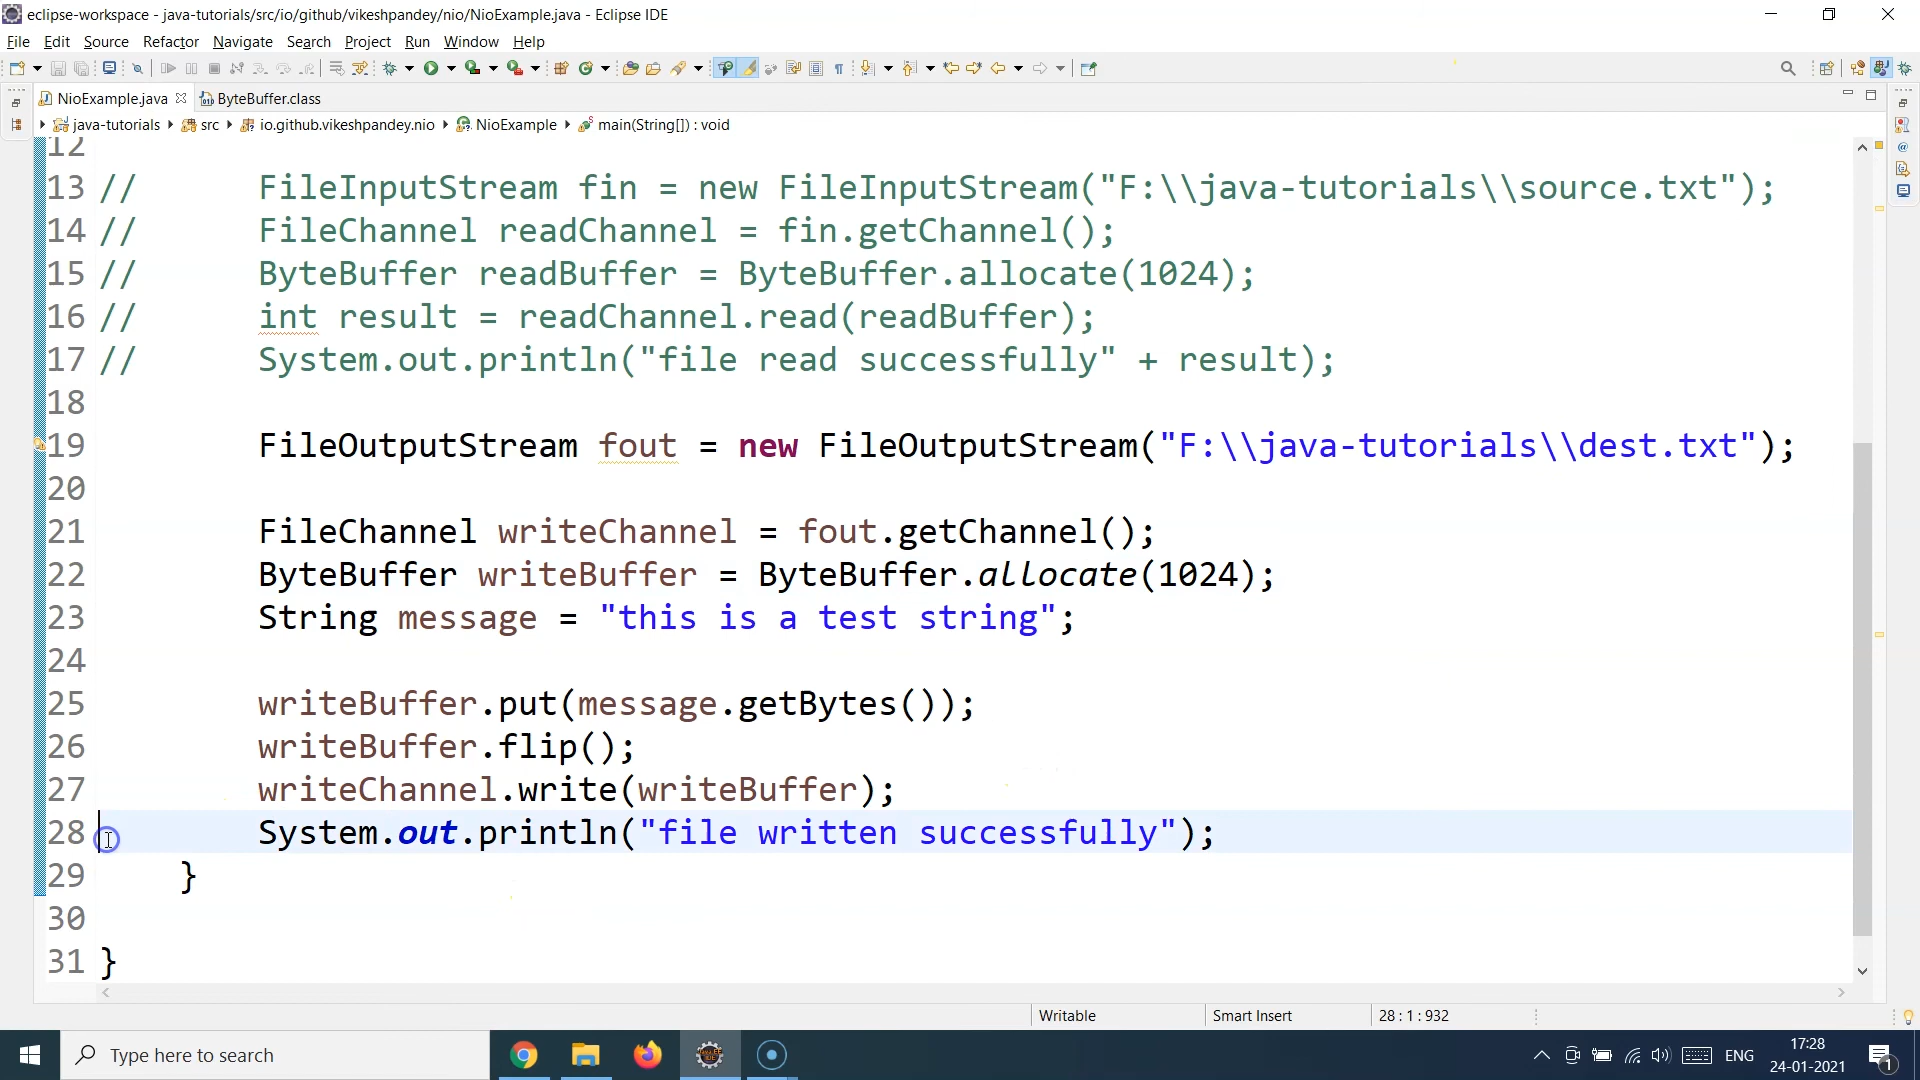 eclipse-workspace - java-tutorials/src/io/github/vikeshpandey/nio/NioExample.java - Eclipse IDE
File Edit Source Refactor Navigate Search Project Run Window Help
NioExample.java ByteBuffer.class
java-tutorials src io.github.vikeshpandey.nio NioExample main(String[]) : void
12
13 // FileInputStream fin = new FileInputStream("F:\\java-tutorials\\source.txt");
14 // FileChannel readChannel = fin.getChannel();
15 // ByteBuffer readBuffer = ByteBuffer.allocate(1024);
16 // int result = readChannel.read(readBuffer);
17 // System.out.println("file read successfully" + result);
18
19 FileOutputStream fout = new FileOutputStream("F:\\java-tutorials\\dest.txt");
20
21 FileChannel writeChannel = fout.getChannel();
22 ByteBuffer writeBuffer = ByteBuffer.allocate(1024);
23 String message = "this is a test string";
24
25 writeBuffer.put(message.getBytes());
26 writeBuffer.flip();
27 writeChannel.write(writeBuffer);
28 System.out.println("file written successfully");
29 }
30
31 }
Writable Smart Insert 28 : 1 : 932
Type here to search
ENG
17:28
24-01-2021
1